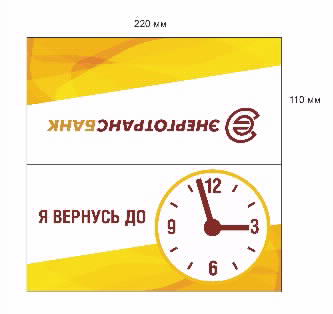 220 мм
110 мм
ЭНЕРГОТРАНСБАНК
Я ВЕРНУСЬ ДО
12
9
3
6